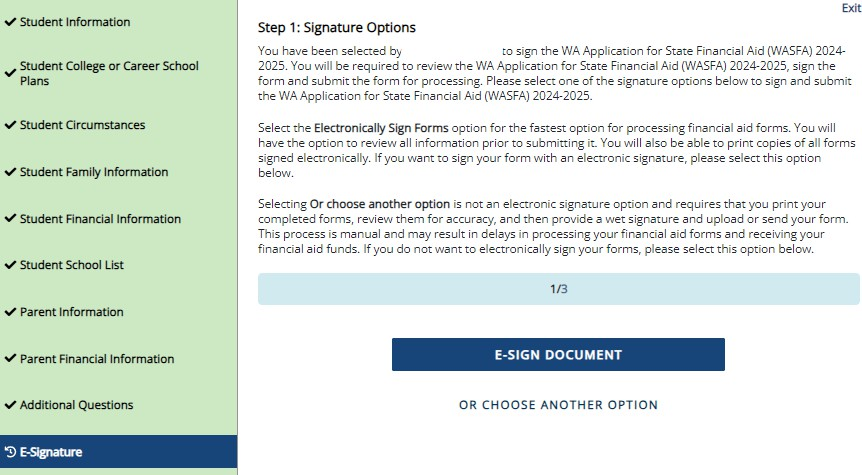 Student Information
Student College or Career School
Plans
Student Circumstances
Student Family Information
Student Financial Information
Student School List
Parent Information
Parent Financial Information
Additional Questions
E-Signature
Exit
Step 1: Signature Options
You have been selected by to sign the WA Application for State Financial Aid (WASFA) 2024-
2025. You will be required to review the WA Application for State Financial Aid (WASFA) 2024-2025, sign the
form and submit the form for processing. Please select one of the signature options below to sign and submit
the WA Application for State Financial Aid (WASFA) 2024-2025.
Select the Electronically Sign Forms option for the fastest option for processing financial aid forms. You will
have the option to review all information prior to submitting it. You will also be able to print copies of all forms
signed electronically. If you want to sign your form with an electronic signature, please select this option
below.
Selecting Or choose another option is not an electronic signature option and requires that you print your
completed forms, review them for accuracy, and then provide a wet signature and upload or send your form.
This process is manual and may result in delays in processing your financial aid forms and receiving your
financial aid funds. If you do not want to electronically sign your forms, please select this option below.
1/3
E-SIGN DOCUMENT
OR CHOOSE ANOTHER OPTION